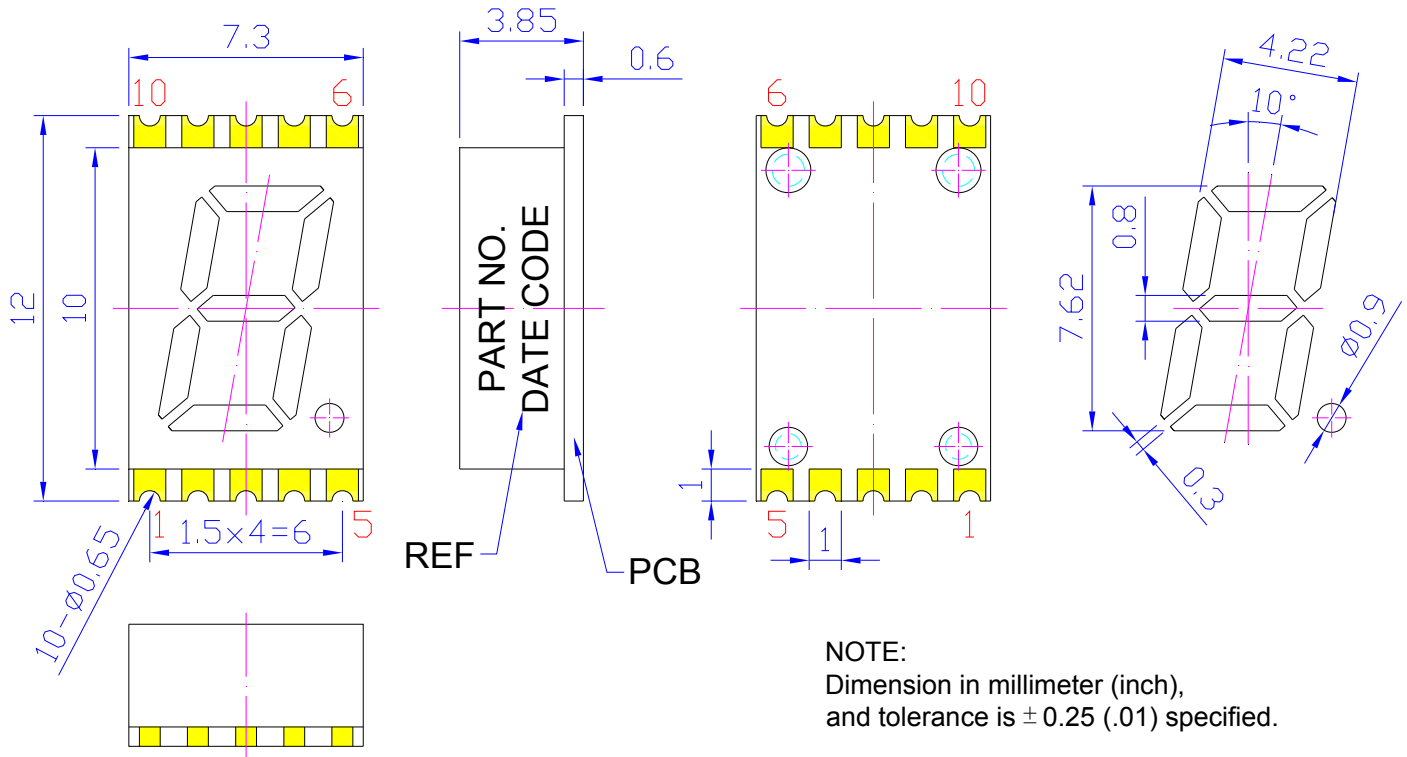 7.3
3.85
0.6
4.22
10°
10
6
6
10
12
10
PART NO.
DATE CODE
7.62
0.8
Ø0.9
0.3
1
5
1.5×4=6
10-Ø0.65
REF
PCB
1
5
1
1
NOTE:
Dimension in millimeter (inch),
and tolerance is ±0.25 (.01) specified.